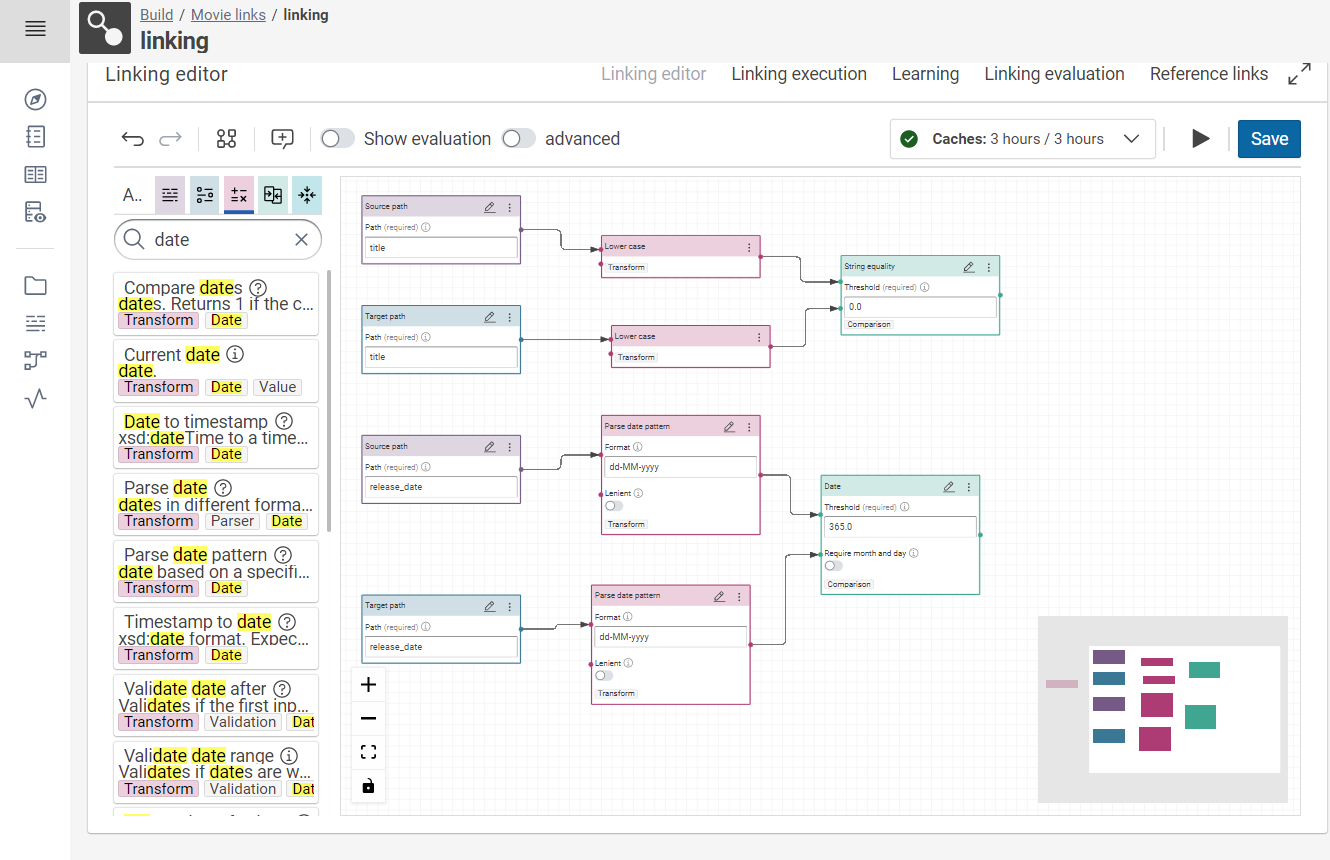 Build / Movie links / linking
linking
Linking editor
Linking editor Linking execution Learning Linking evaluation Reference links
Show evaluation advanced
Caches: 3 hours / 3 hours
Save
A..
date
Compare dates
dates. Returns 1 if the c...
Transform Date
Current date
date.
Transform Date Value
Date to timestamp
xsd:dateTime to a time...
Transform Date
Parse date
dates in different forma...
Transform Parser Date
Parse date pattern
date based on a specifi...
Transform Date
Timestamp to date
xsd:date format. Expec...
Transform Date
Validate date after
Validates if the first inp...
Transform Validation Dat
Validate date range
Validates if dates are w...
Transform Validation Dat
Source path
Path (required)
title
Lower case
Transform
String equality
Threshold (required)
0.0
Comparison
Target path
Path (required)
title
Lower case
Transform
Source path
Path (required)
release_date
Parse date pattern
Format
dd-MM-yyyy
Lenient
Transform
Date
Threshold (required)
365.0
Require month and day
Comparison
Target path
Path (required)
release_date
Parse date pattern
Format
dd-MM-yyyy
Lenient
Transform